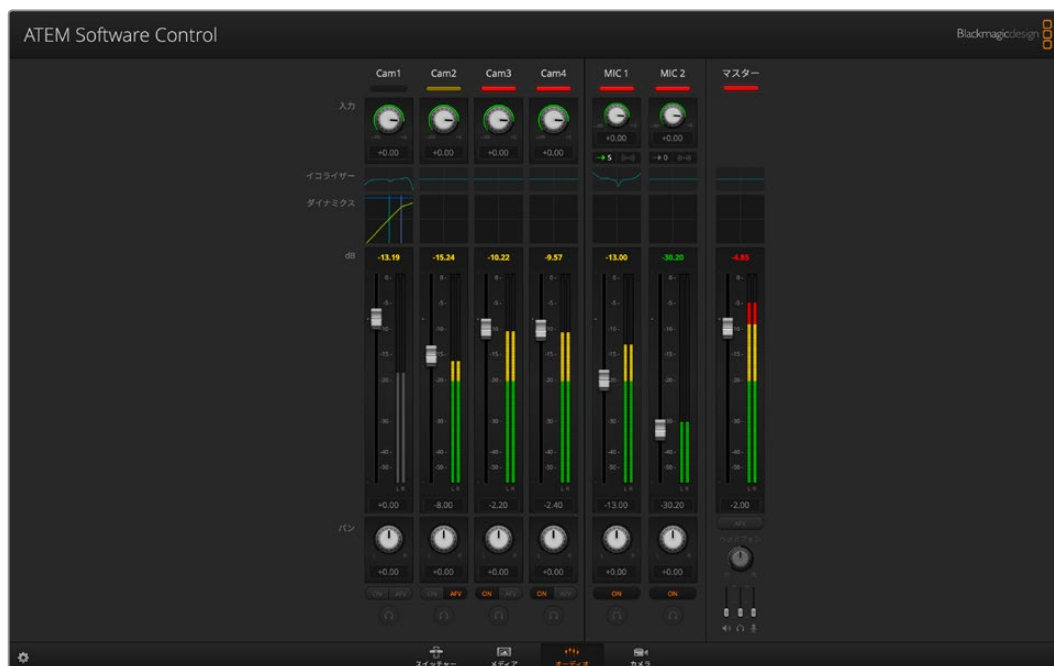 ATEM Software Control
Blackmagicdesign
Cam1 Cam2 Cam3 Cam4 MIC 1 MIC 2 マスター
入力
+0.00 +0.00 +0.00 +0.00 +0.00 +0.00
イコライザー
ダイナミクス
dB -13.19 -15.24 -10.22 -9.57 -13.00 -30.20 -4.85
+0.00 -8.00 -2.20 -2.40 -13.00 -30.20 -2.00
パン
AFV
ヘッドフォン
+0.00 +0.00 +0.00 +0.00 +0.00 +0.00
ON AFV ON AFV ON AFV ON AFV ON ON
スイッチャー メディア オーディオ カメラ